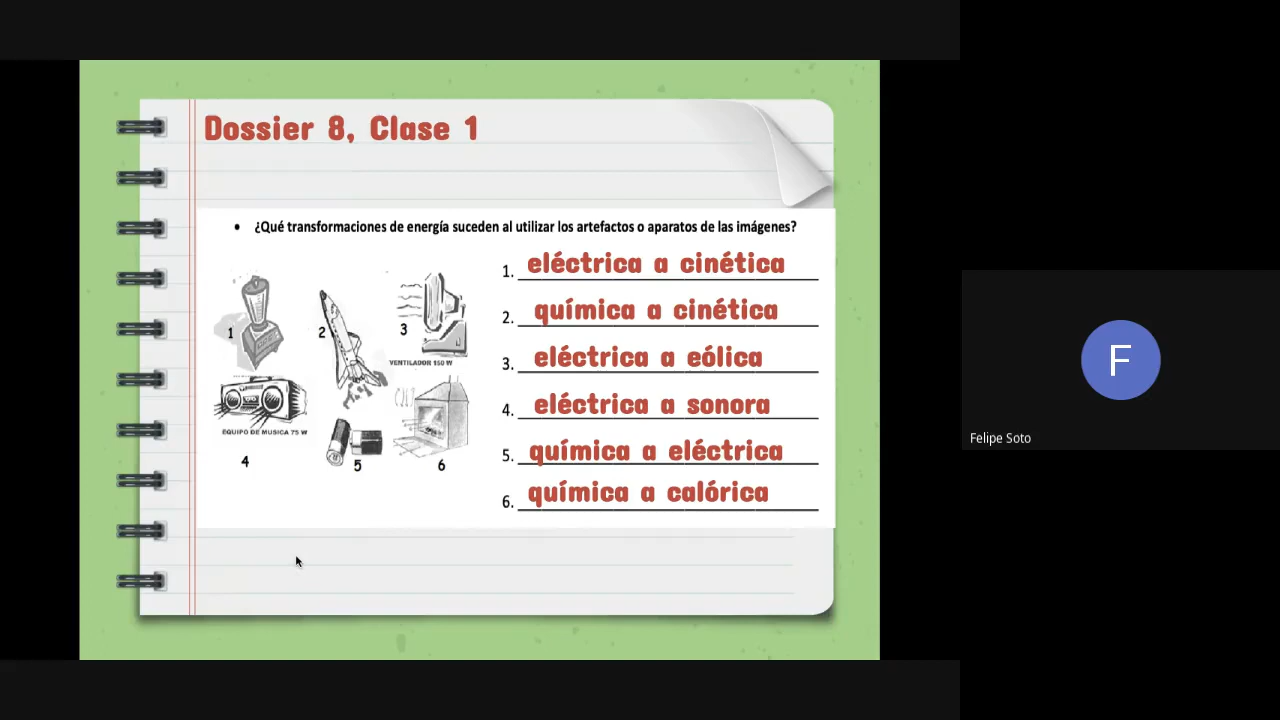 Dossier 8, Clase 1
• ¿Qué transformaciones de energía suceden al utilizar los artefactos o aparatos de las imágenes?
1. eléctrica a cinética
2. química a cinética
3. eléctrica a eólica
4. eléctrica a sonora
5. química a eléctrica
6. química a calórica
1
2
3
VENTILADOR 150 W
EQUIPO DE MUSICA 75 W
4
5
6
F
Felipe Soto